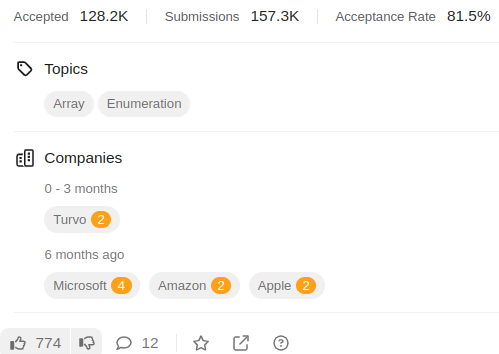 Accepted 128.2K Submissions 157.3K Acceptance Rate 81.5%
Topics
Array Enumeration
Companies
0 - 3 months
Turvo 2
6 months ago
Microsoft 4 Amazon 2 Apple 2
774 12